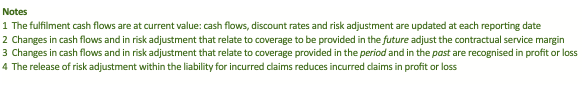 Notes
1 The fulfilment cash flows are at current value: cash flows, discount rates and risk adjustment are updated at each reporting date
2 Changes in cash flows and in risk adjustment that relate to coverage to be provided in the future adjust the contractual service margin
3 Changes in cash flows and in risk adjustment that relate to coverage provided in the period and in the past are recognised in profit or loss
4 The release of risk adjustment within the liability for incurred claims reduces incurred claims in profit or loss